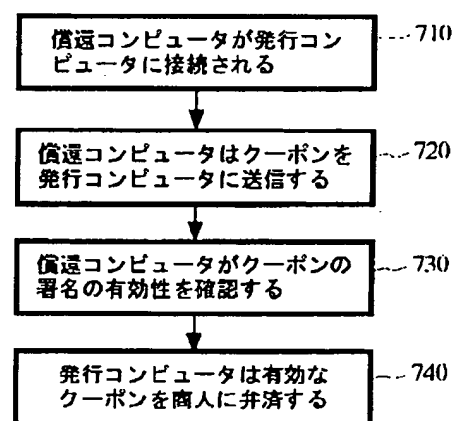 償還コンピュータが発行コン
ピュータに接続される
710
償還コンピュータはクーポンを
発行コンピュータに送信する
720
償還コンピュータがクーポンの
署名の有効性を確認する
730
発行コンピュータは有効な
クーポンを商人に弁済する
740